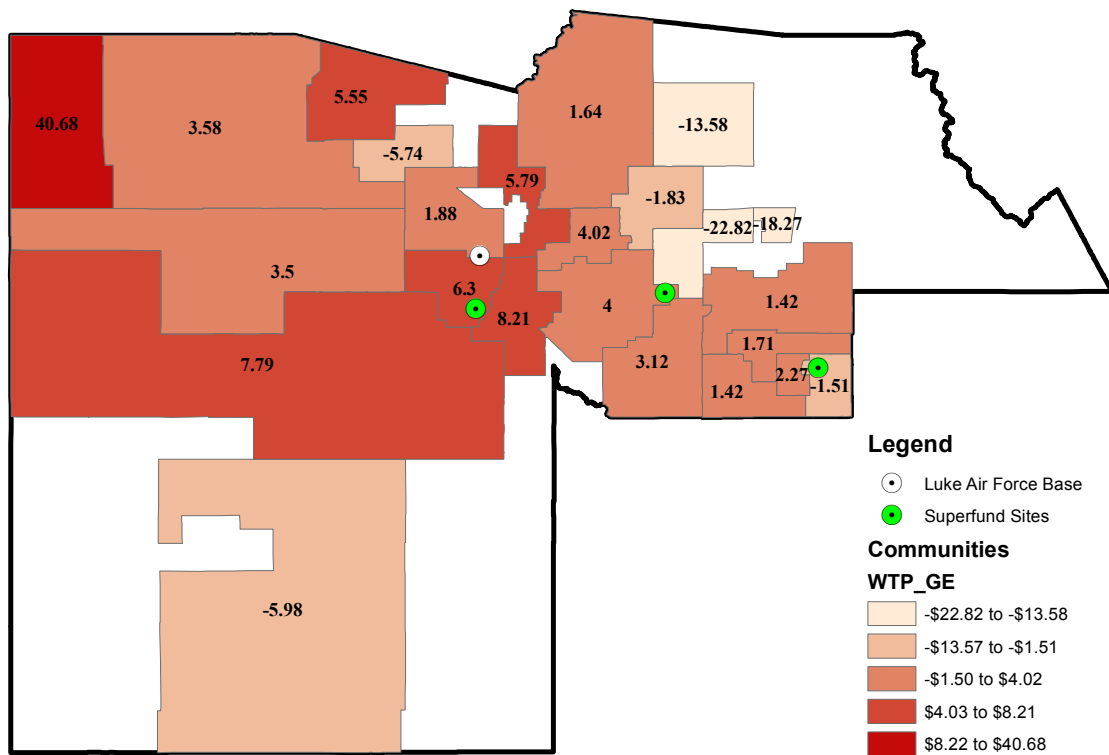 40.68
3.58
5.55
-5.74
1.64
-13.58
5.79
1.88
-1.83
4.02
-22.82
-18.27
3.5
6.3
8.21
4
1.42
7.79
3.12
1.71
1.42
2.27
-1.51
-5.98
Legend
Luke Air Force Base
Superfund Sites
Communities
WTP_GE
-$22.82 to -$13.58
-$13.57 to -$1.51
-$1.50 to $4.02
$4.03 to $8.21
$8.22 to $40.68